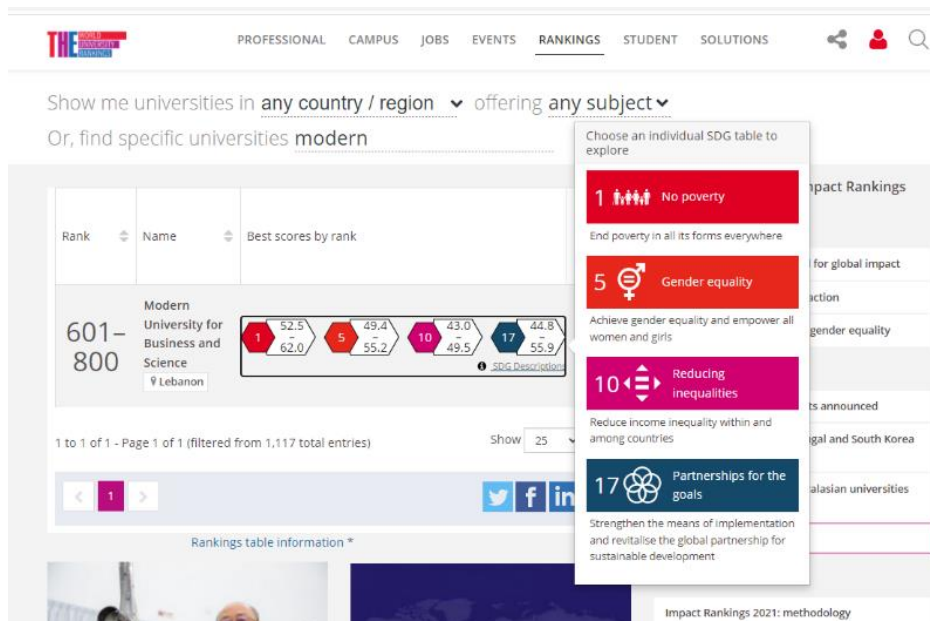 THE WORLD UNIVERSITY RANKINGS
PROFESSIONAL CAMPUS JOBS EVENTS RANKINGS STUDENT SOLUTIONS
Show me universities in any country / region offering any subject
Or, find specific universities modern
Choose an individual SDG table to
explore
1 No poverty
End poverty in all its forms everywhere
5 Gender equality
Achieve gender equality and empower all
women and girls
10 Reducing
inequalities
Reduce income inequality within and
among countries
17 Partnerships for the
goals
Strengthen the means of implementation
and revitalise the global partnership for
sustainable development
Rank Name Best scores by rank
601–
800
Modern
University for
Business and
Science
Lebanon
1 52.5 – 62.0
5 49.4 – 55.2
10 43.0 – 49.5
17 44.8 – 55.9
SDG Descriptions
1 to 1 of 1 - Page 1 of 1 (filtered from 1,117 total entries)
Show 25
< 1 >
f in
Rankings table information *
Rankings
for global impact
gender equality
announced
and South Korea
universities
Impact Rankings 2021: methodology